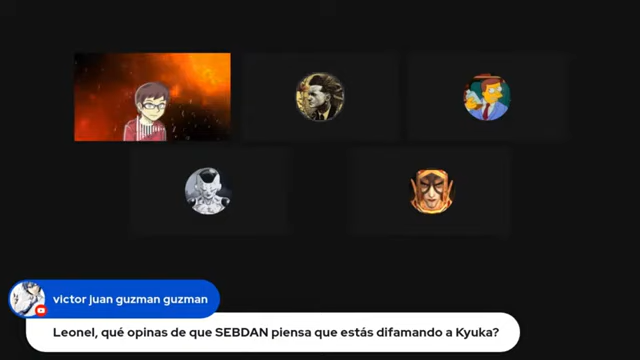 victor juan guzman guzman
Leonel, qué opinas de que SEBDAN piensa que estás difamando a Kyuka?